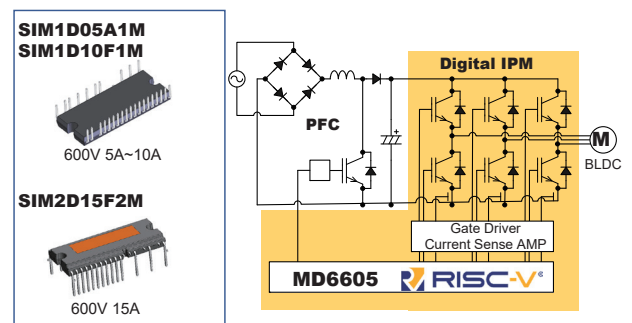 SIM1D05A1M
SIM1D10F1M
600V 5A~10A
SIM2D15F2M
600V 15A
Digital IPM
PFC
M
BLDC
Gate Driver
Current Sense AMP
MD6605 RISC-V®